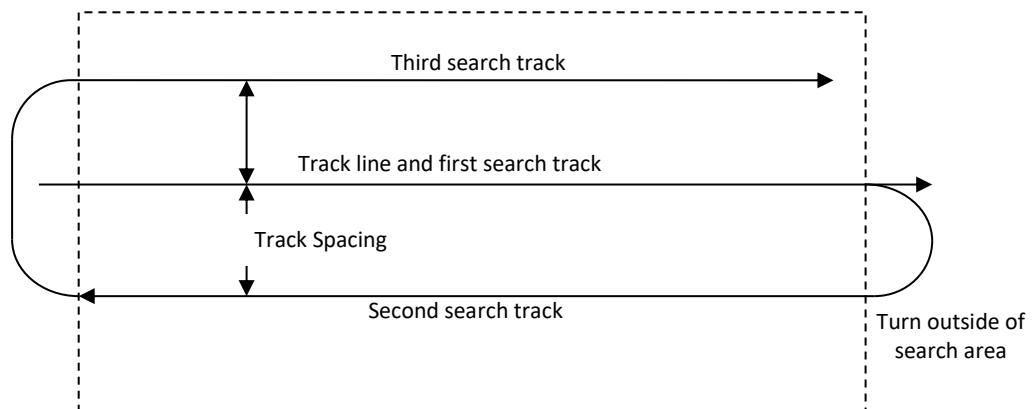 Third search track
Track line and first search track
Track Spacing
Second search track
Turn outside of
search area